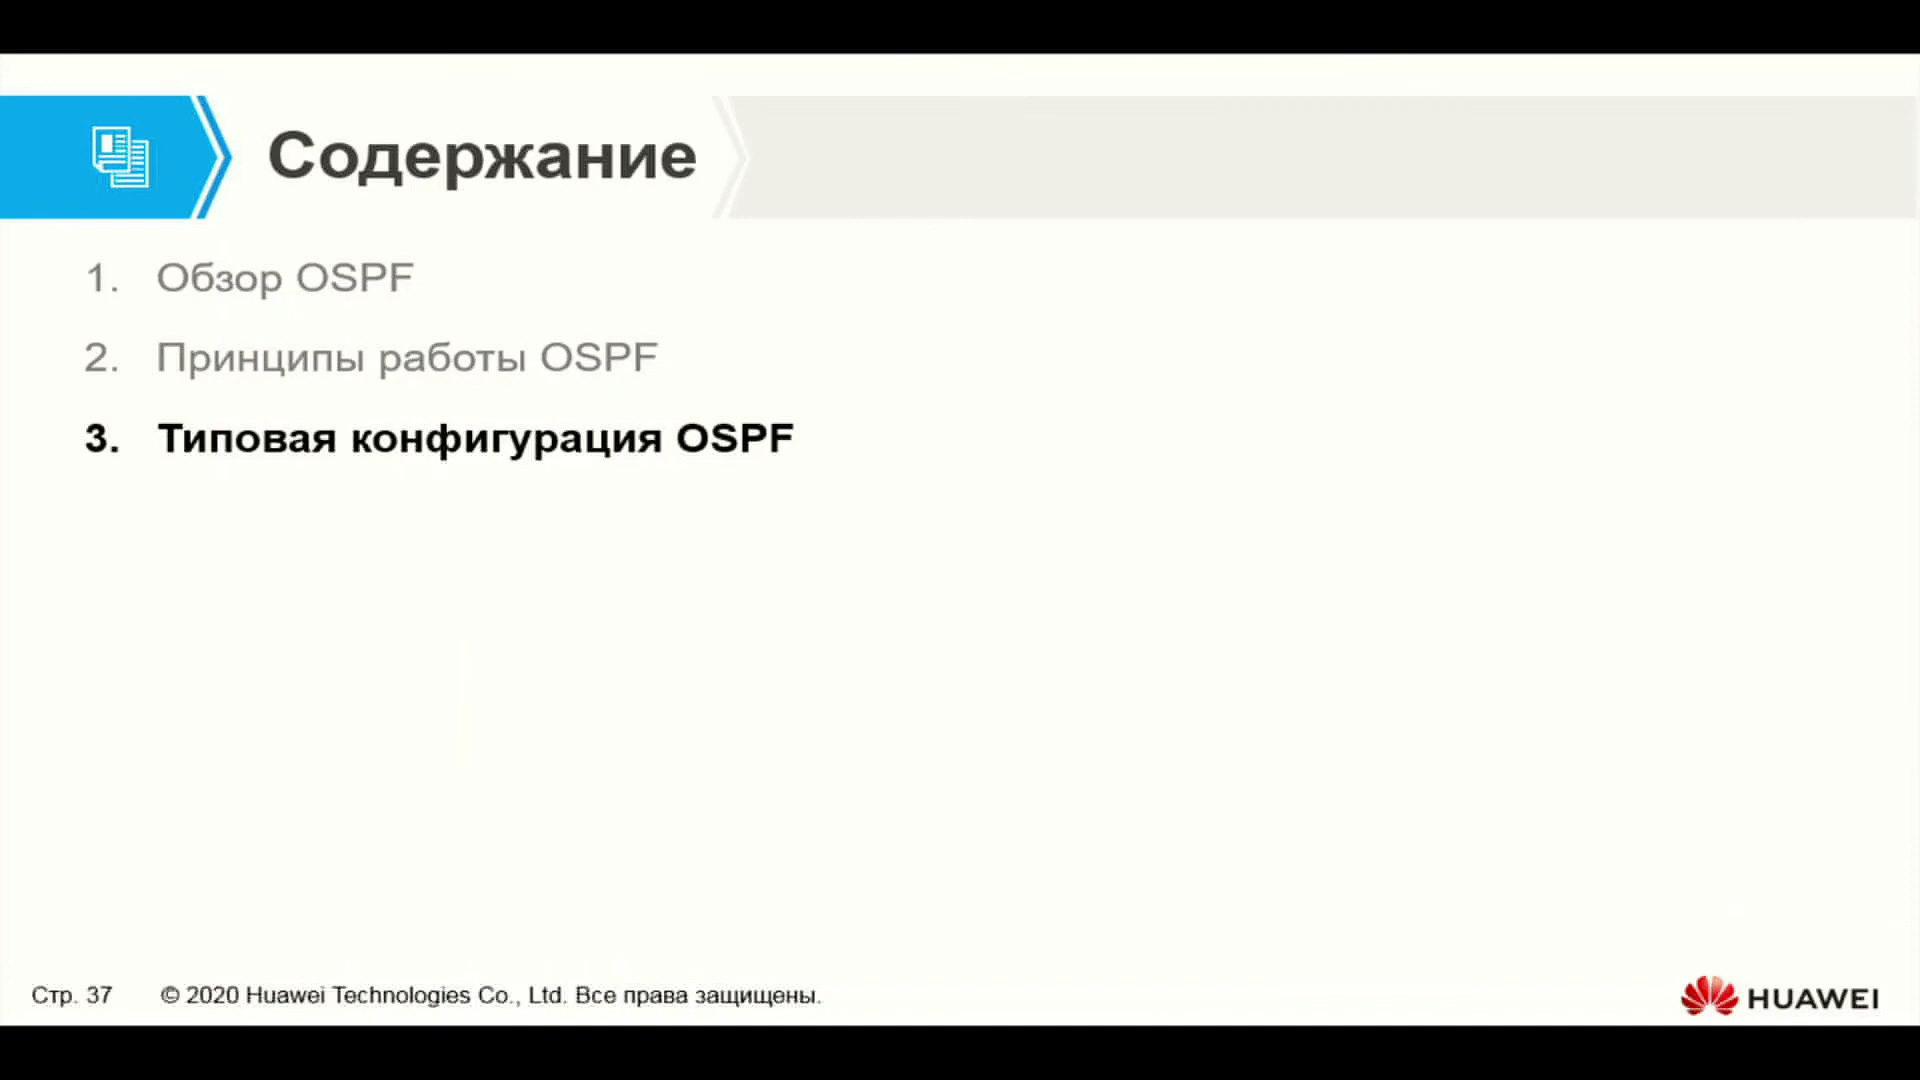 Содержание
1. Обзор OSPF
2. Принципы работы OSPF
3. Типовая конфигурация OSPF
Стр. 37 © 2020 Huawei Technologies Co., Ltd. Все права защищены.
HUAWEI